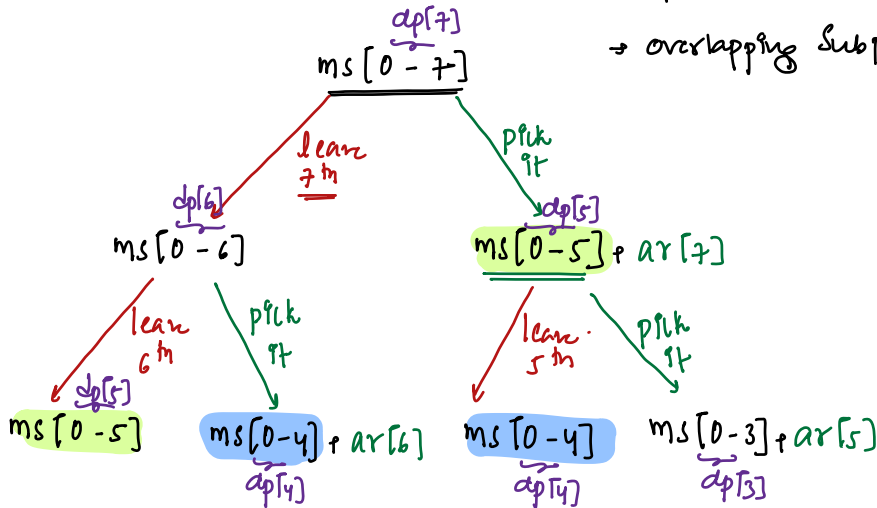 dp[7]
ms[0-7]
→ overlapping Subp
leave
7th
pick
it
dp[6]
ms[0-6]
dp[5]
ms[0-5] + ar[7]
leave
6th
pick
it
leave
5th
pick
it
dp[5]
ms[0-5]
ms[0-4] + ar[6]
dp[4]
ms[0-4]
dp[4]
ms[0-3] + ar[5]
dp[3]